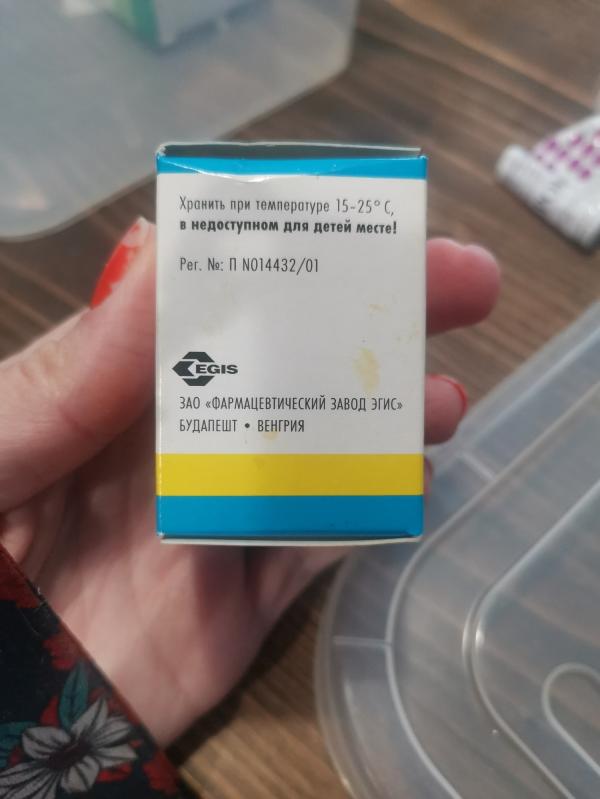 Хранить при температуре 15-25° С,
в недоступном для детей месте!
Рег. №: П N014432/01
EGIS
ЗАО «ФАРМАЦЕВТИЧЕСКИЙ ЗАВОД ЭГИС»
БУДАПЕШТ • ВЕНГРИЯ